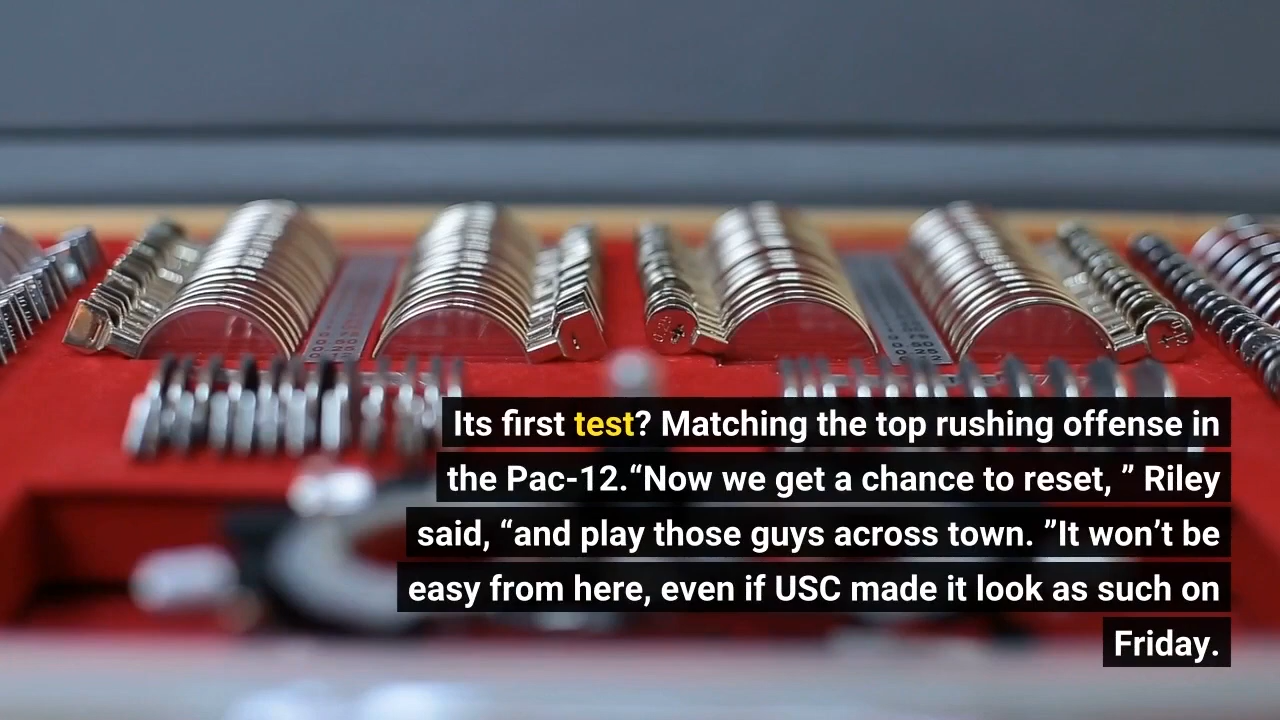 Its first test? Matching the top rushing offense in
the Pac-12.“Now we get a chance to reset, ” Riley
said, “and play those guys across town. ”It won’t be
easy from here, even if USC made it look as such on
Friday.